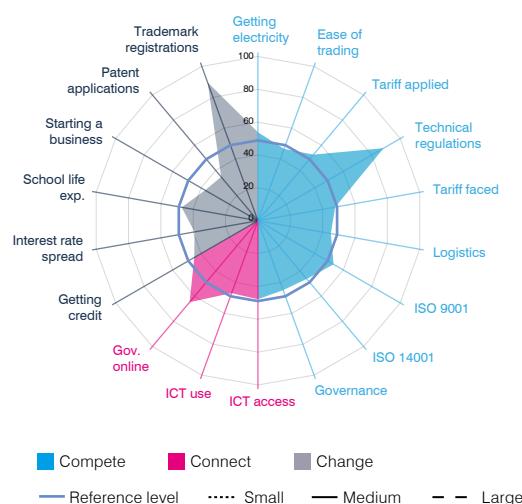 Getting
electricity
Ease of
trading
Tariff applied
Technical
regulations
Tariff faced
Logistics
ISO 9001
ISO 14001
Governance
ICT access
ICT use
Gov.
online
Getting
credit
Interest rate
spread
School life
exp.
Starting a
business
Patent
applications
Trademark
registrations
100
80
60
40
20
0
Compete
Connect
Change
Reference level
Small
Medium
Large